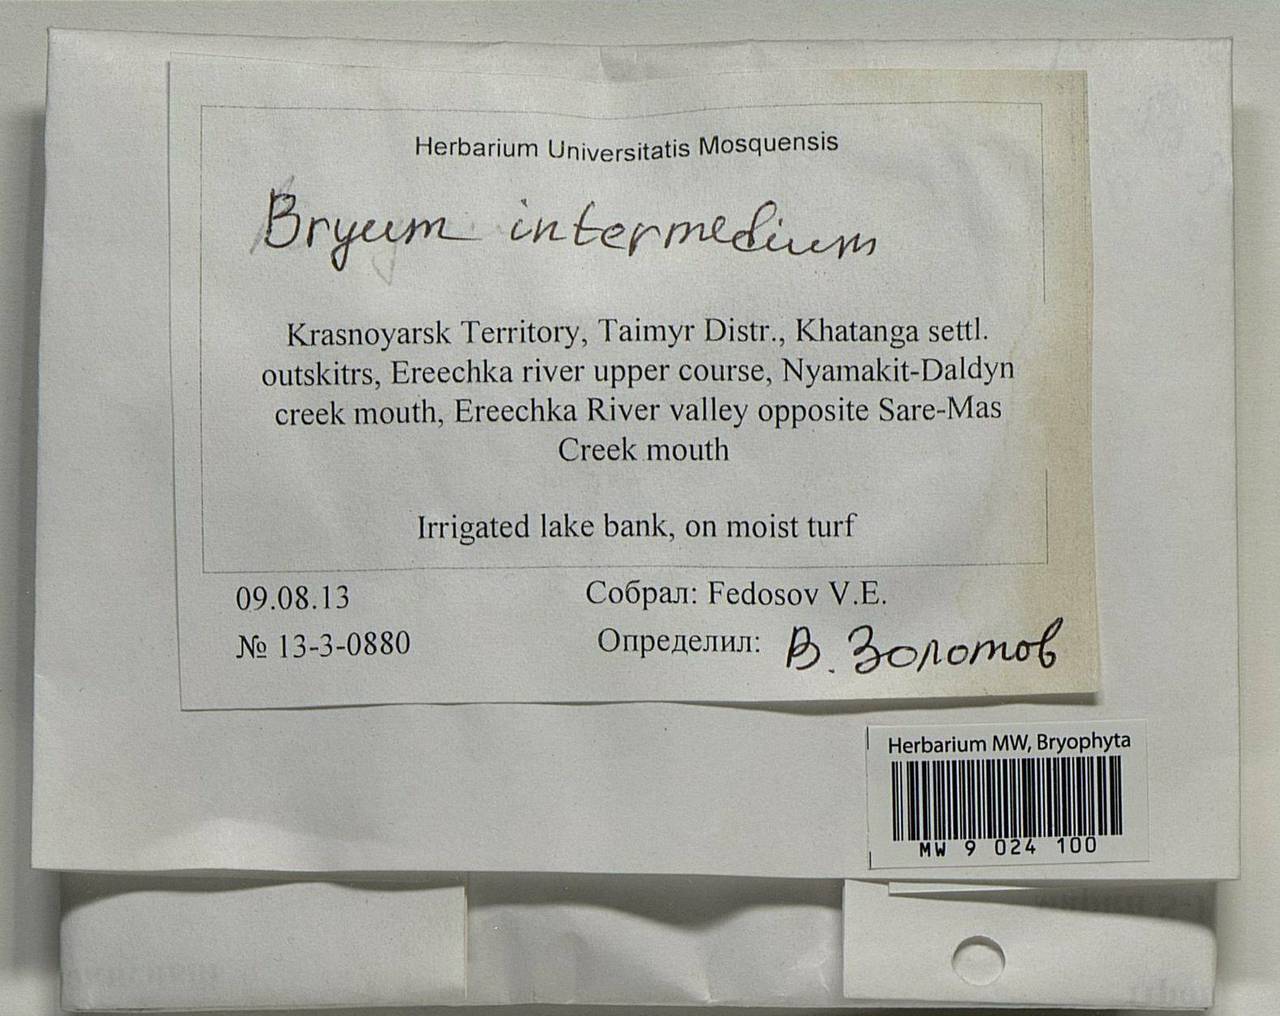 Herbarium Universitatis Mosquensis
Bryum intermedium
Krasnoyarsk Territory, Taimyr Distr., Khatanga settl.
outskitrs, Ereechka river upper course, Nyamakit-Daldyn
creek mouth, Ereechka River valley opposite Sare-Mas
Creek mouth
Irrigated lake bank, on moist turf
09.08.13
Собрал: Fedosov V.E.
№ 13-3-0880
Определил: В. Золотов
Herbarium MW, Bryophyta
MW 9 024 100